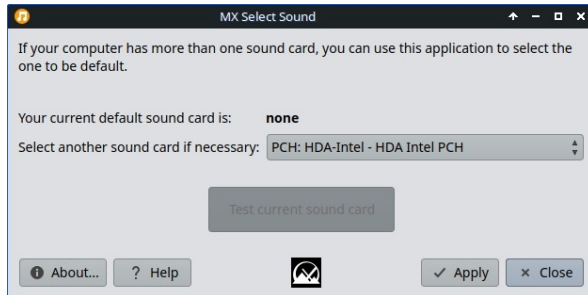 MX Select Sound
If your computer has more than one sound card, you can use this application to select the
one to be default.
Your current default sound card is: none
Select another sound card if necessary: PCH: HDA-Intel - HDA Intel PCH
Test current sound card
About... ? Help Apply Close